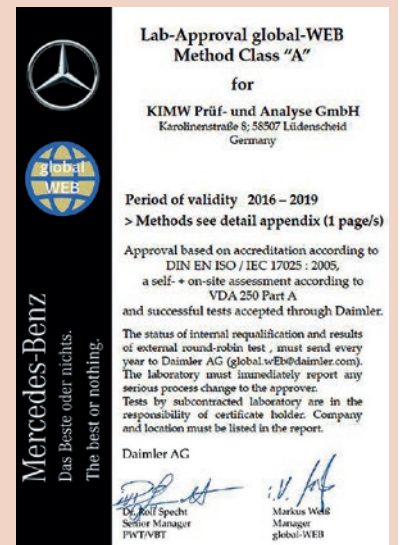 Lab-Approval global-WEB
Method Class "A"
for
KIMW Prüf- und Analyse GmbH
Karolinenstraße 8; 58507 Lüdenscheid
Germany
global
WEB
Period of validity 2016 – 2019
> Methods see detail appendix (1 page/s)
Approval based on accreditation according to
DIN EN ISO / IEC 17025 : 2005,
a self- + on-site assessment according to
VDA 250 Part A
and successful tests accepted through Daimler.
The status of internal requalification and results
of external round-robin test , must send every
year to Daimler AG (global.wEb@daimler.com).
The laboratory must immediately report any
serious process change to the approver.
Tests by subcontracted laboratory are in the
responsibility of certificate holder. Company
and location must be listed in the report.
Mercedes-Benz
Das Beste oder nichts.
The best or nothing.
Daimler AG
i.V.
Dr. Rolf Specht
Senior Manager
PWT/VBT
Markus Weiß
Manager
global-WEB